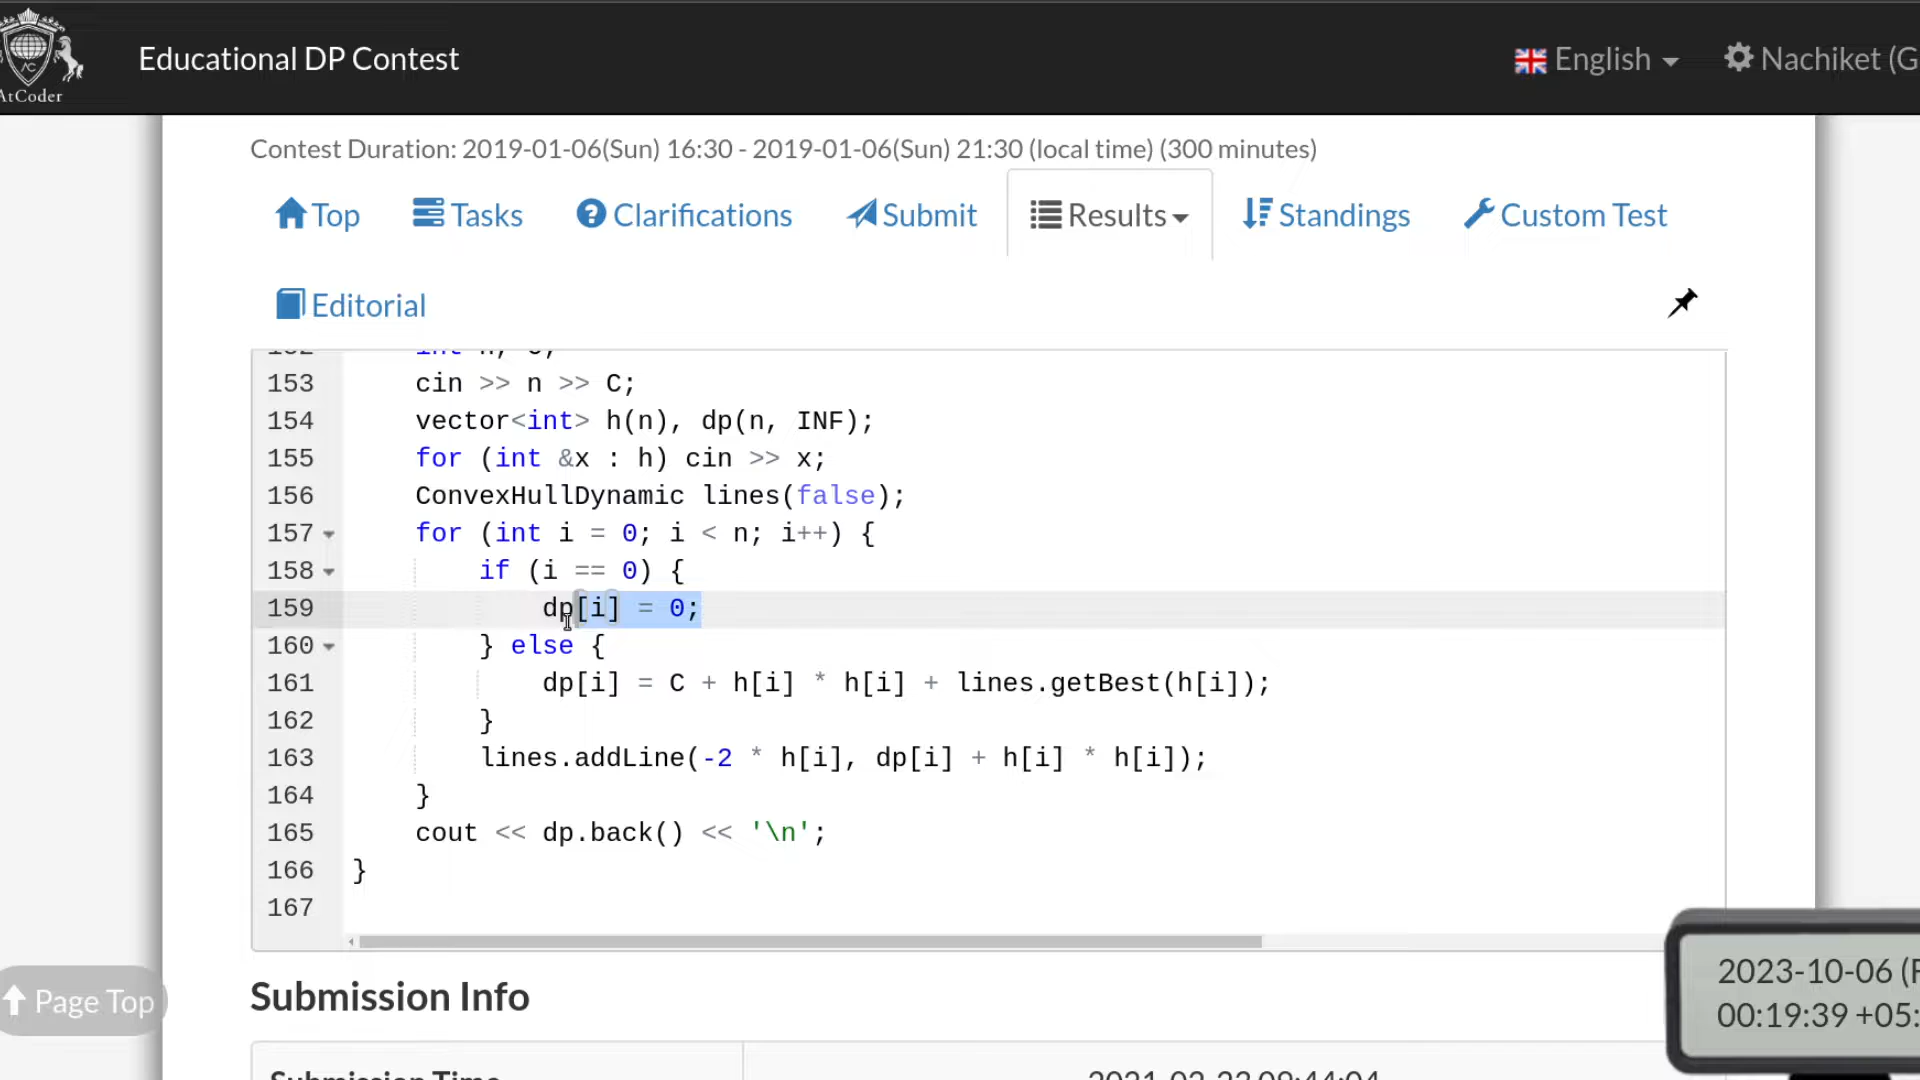 AC
AtCoder
Educational DP Contest
English
Nachiket (G
Contest Duration: 2019-01-06(Sun) 16:30 - 2019-01-06(Sun) 21:30 (local time) (300 minutes)
Top Tasks Clarifications Submit Results Standings Custom Test
Editorial
153 cin >> n >> C;
154 vector<int> h(n), dp(n, INF);
155 for (int &x : h) cin >> x;
156 ConvexHullDynamic lines(false);
157 for (int i = 0; i < n; i++) {
158 if (i == 0) {
159 dp[i] = 0;
160 } else {
161 dp[i] = C + h[i] * h[i] + lines.getBest(h[i]);
162 }
163 lines.addLine(-2 * h[i], dp[i] + h[i] * h[i]);
164 }
165 cout << dp.back() << '\n';
166 }
167
Page Top
Submission Info
2023-10-06 (F
00:19:39 +05:
Submission Time